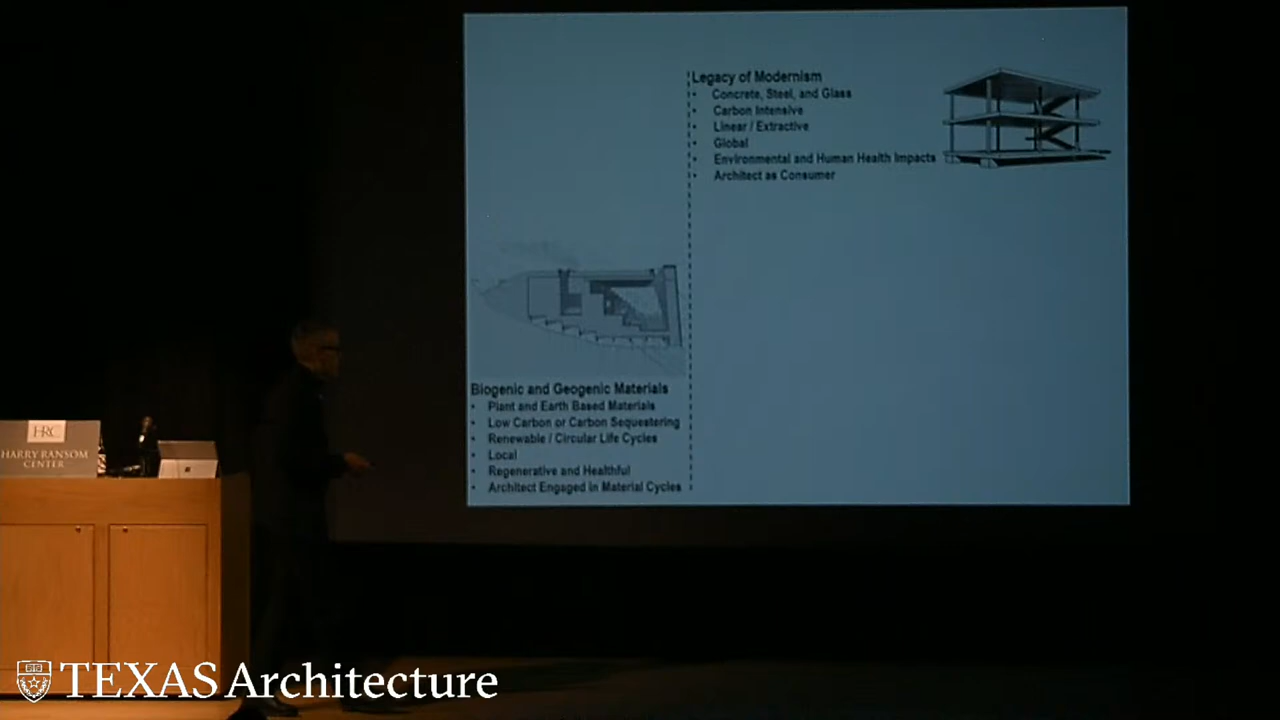 Legacy of Modernism
• Concrete, Steel, and Glass
• Carbon Intensive
• Linear / Extractive
• Global
• Environmental and Human Health Impacts
• Architect as Consumer
Biogenic and Geogenic Materials
• Plant and Earth Based Materials
• Low Carbon or Carbon Sequestering
• Renewable / Circular Life Cycles
• Local
• Regenerative and Healthful
• Architect Engaged in Material Cycles
HRC
HARRY RANSOM
CENTER
TEXAS Architecture